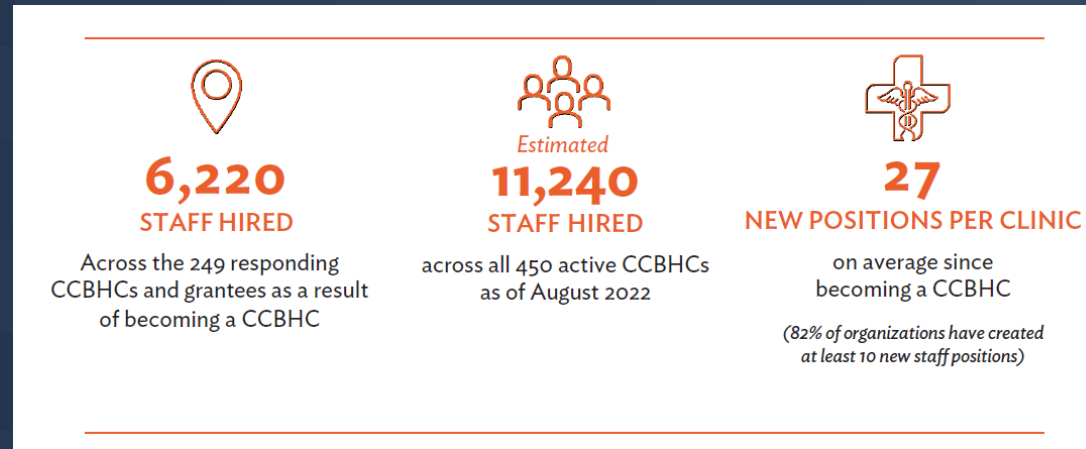 6,220
STAFF HIRED
Across the 249 responding
CCBHCs and grantees as a result
of becoming a CCBHC
Estimated
11,240
STAFF HIRED
across all 450 active CCBHCs
as of August 2022
27
NEW POSITIONS PER CLINIC
on average since
becoming a CCBHC
(82% of organizations have created
at least 10 new staff positions)